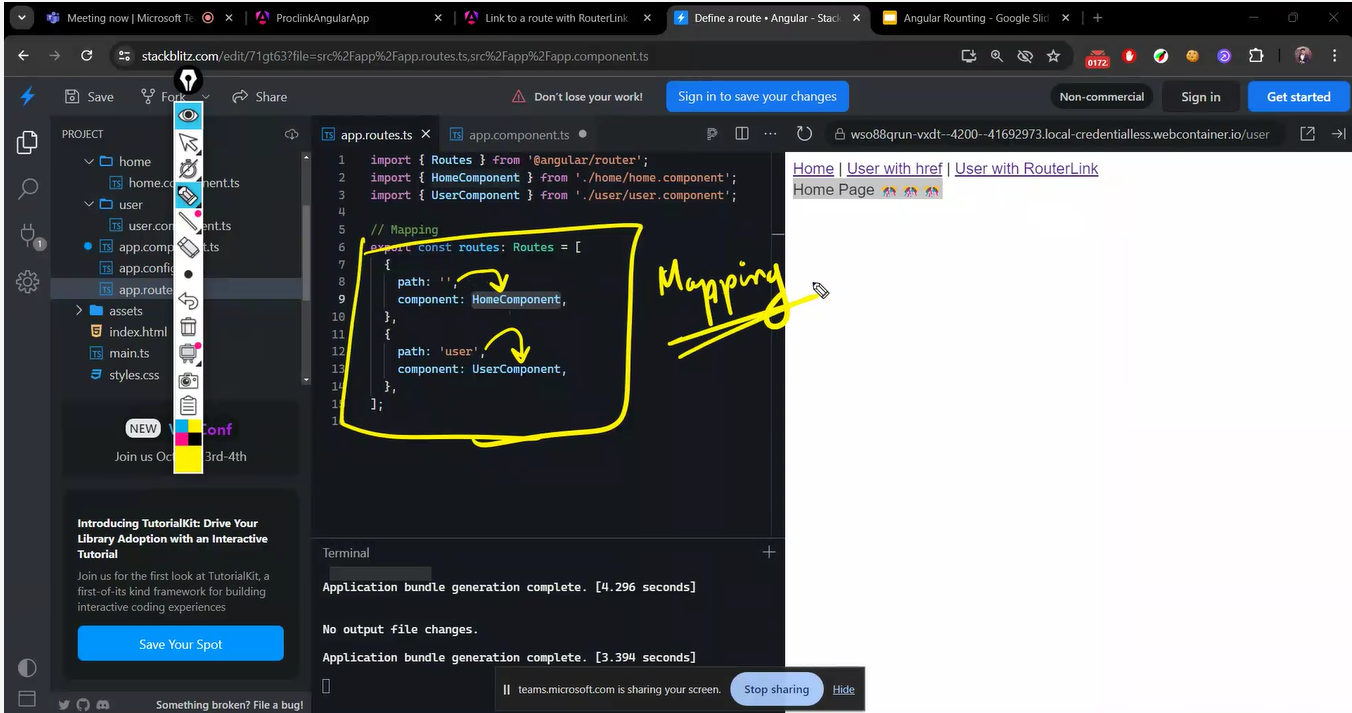 Meeting now | Microsoft Te
ProclinkAngularApp
Link to a route with RouterLink
Define a route • Angular - Stack
Angular Rounting - Google Slid
stackblitz.com/edit/71gt63?file=src%2Fapp%2Fapp.routes.ts,src%2Fapp%2Fapp.component.ts
0172
Save
Fork
Share
Don't lose your work!
Sign in to save your changes
Non-commercial
Sign in
Get started
PROJECT
home
home.c
nent.ts
user
user.co
nt.ts
app.comp
t.ts
app.config
app.route
assets
index.html
main.ts
styles.css
1
NEW
Conf
Join us Oc
3rd-4th
Introducing TutorialKit: Drive Your
Library Adoption with an Interactive
Tutorial
Join us for the first look at TutorialKit, a
first-of-its kind framework for building
interactive coding experiences
Save Your Spot
Something broken? File a bug!
app.routes.ts
app.component.ts
1 import { Routes } from '@angular/router';
2 import { HomeComponent } from './home/home.component';
3 import { UserComponent } from './user/user.component';
4
5 // Mapping
6 export const routes: Routes = [
7 {
8 path: '',
9 component: HomeComponent,
10 },
11 {
12 path: 'user',
13 component: UserComponent,
14 },
15 ];
Mapping
Terminal
Application bundle generation complete. [4.296 seconds]
No output file changes.
Application bundle generation complete. [3.394 seconds]
wso88qrun-vxdt--4200--41692973.local-credentialless.webcontainer.io/user
Home | User with href | User with RouterLink
Home Page 🎊 🎊 🎊
teams.microsoft.com is sharing your screen.
Stop sharing
Hide